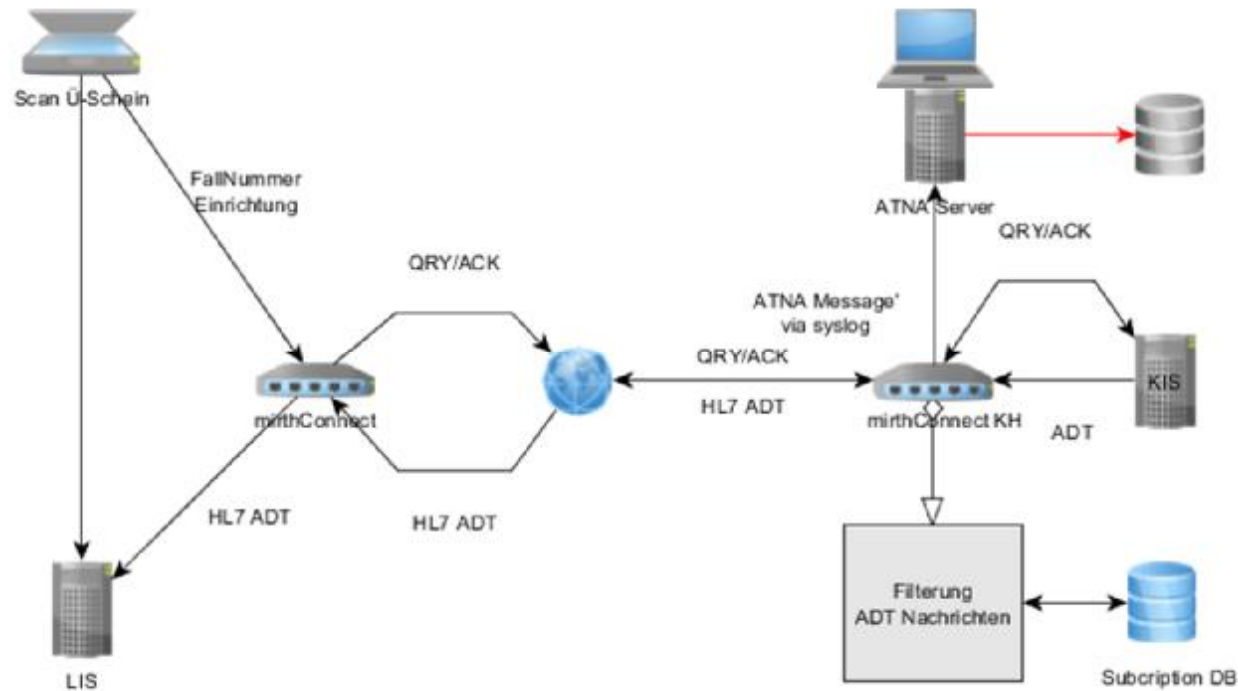 Scan Ü-Schein
FallNummer
Einrichtung
QRY/ACK
mirthConnect
HL7 ADT
HL7 ADT
LIS
ATNA Server
QRY/ACK
ATNA Message'
via syslog
QRY/ACK
HL7 ADT
mirthConnect KH
KIS
ADT
Filterung
ADT Nachrichten
Subcription DB